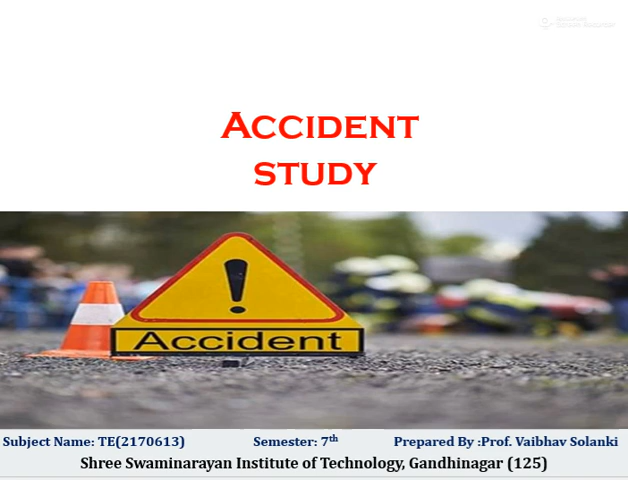 ACCIDENT
STUDY
Accident
Subject Name: TE(2170613) Semester: 7th Prepared By :Prof. Vaibhav Solanki
Shree Swaminarayan Institute of Technology, Gandhinagar (125)